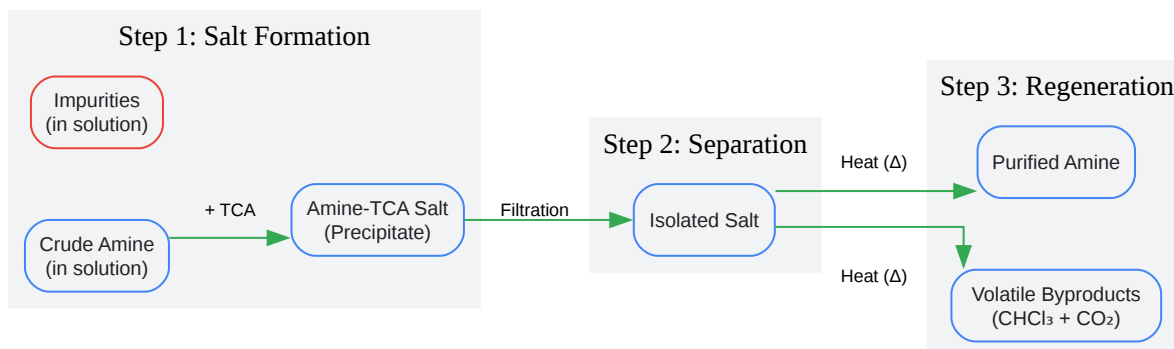 Step 1: Salt Formation
Impurities
(in solution)
Crude Amine
(in solution)
+ TCA
Amine-TCA Salt
(Precipitate)
Filtration
Step 2: Separation
Isolated Salt
Heat (Δ)
Heat (Δ)
Step 3: Regeneration
Purified Amine
Volatile Byproducts
(CHCl₃ + CO₂)